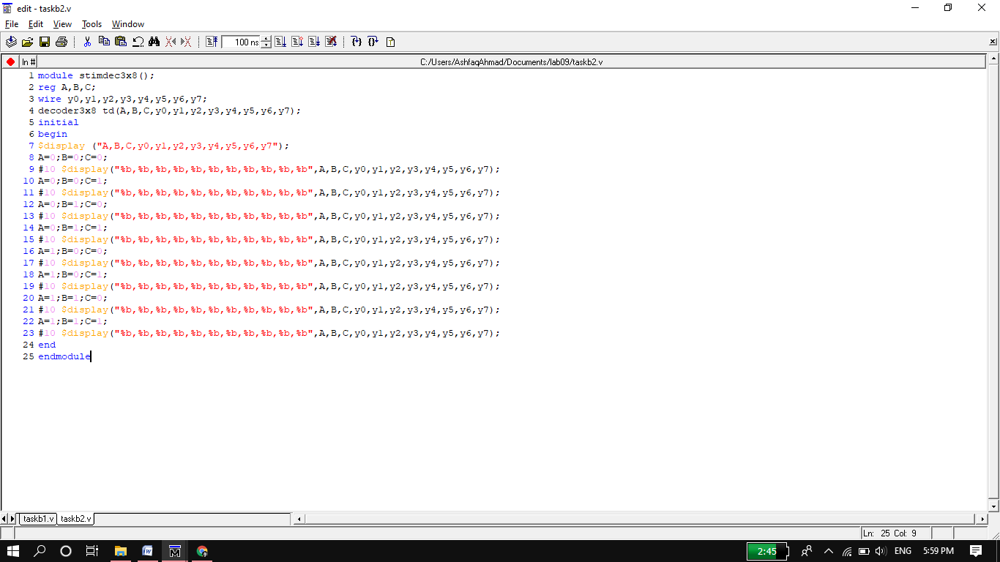 edit - taskb2.v
File Edit View Tools Window
100 ns
ln # C:/Users/AshfaqAhmad/Documents/lab09/taskb2.v
1 module stimdec3x8();
2 reg A,B,C;
3 wire y0,y1,y2,y3,y4,y5,y6,y7;
4 decoder3x8 td(A,B,C,y0,y1,y2,y3,y4,y5,y6,y7);
5 initial
6 begin
7 $display ("A,B,C,y0,y1,y2,y3,y4,y5,y6,y7");
8 A=0;B=0;C=0;
9 #10 $display("%b,%b,%b,%b,%b,%b,%b,%b,%b,%b,%b",A,B,C,y0,y1,y2,y3,y4,y5,y6,y7);
10 A=0;B=0;C=1;
11 #10 $display("%b,%b,%b,%b,%b,%b,%b,%b,%b,%b,%b",A,B,C,y0,y1,y2,y3,y4,y5,y6,y7);
12 A=0;B=1;C=0;
13 #10 $display("%b,%b,%b,%b,%b,%b,%b,%b,%b,%b,%b",A,B,C,y0,y1,y2,y3,y4,y5,y6,y7);
14 A=0;B=1;C=1;
15 #10 $display("%b,%b,%b,%b,%b,%b,%b,%b,%b,%b,%b",A,B,C,y0,y1,y2,y3,y4,y5,y6,y7);
16 A=1;B=0;C=0;
17 #10 $display("%b,%b,%b,%b,%b,%b,%b,%b,%b,%b,%b",A,B,C,y0,y1,y2,y3,y4,y5,y6,y7);
18 A=1;B=0;C=1;
19 #10 $display("%b,%b,%b,%b,%b,%b,%b,%b,%b,%b,%b",A,B,C,y0,y1,y2,y3,y4,y5,y6,y7);
20 A=1;B=1;C=0;
21 #10 $display("%b,%b,%b,%b,%b,%b,%b,%b,%b,%b,%b",A,B,C,y0,y1,y2,y3,y4,y5,y6,y7);
22 A=1;B=1;C=1;
23 #10 $display("%b,%b,%b,%b,%b,%b,%b,%b,%b,%b,%b",A,B,C,y0,y1,y2,y3,y4,y5,y6,y7);
24 end
25 endmodule
taskb1.v taskb2.v
Ln: 25 Col: 9
2:45 ENG 5:59 PM